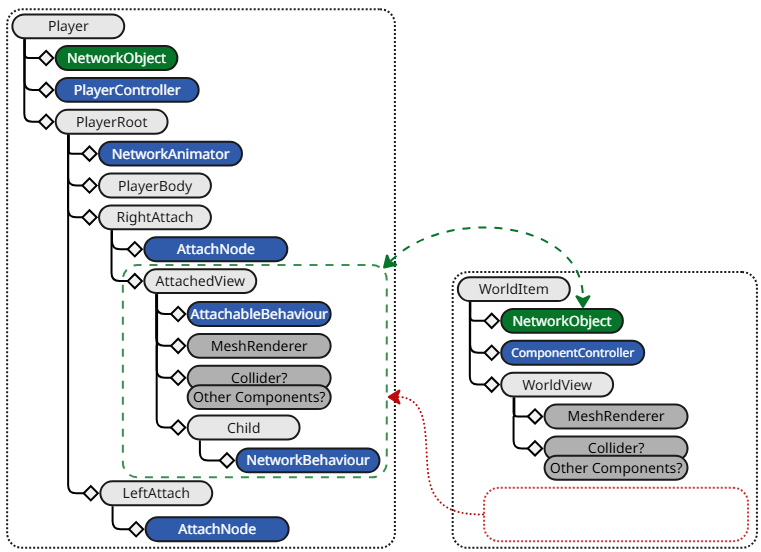 Player
NetworkObject
PlayerController
PlayerRoot
NetworkAnimator
PlayerBody
RightAttach
AttachNode
AttachedView
AttachableBehaviour
MeshRenderer
Collider?
Other Components?
Child
NetworkBehaviour
LeftAttach
AttachNode
WorldItem
NetworkObject
ComponentController
WorldView
MeshRenderer
Collider?
Other Components?